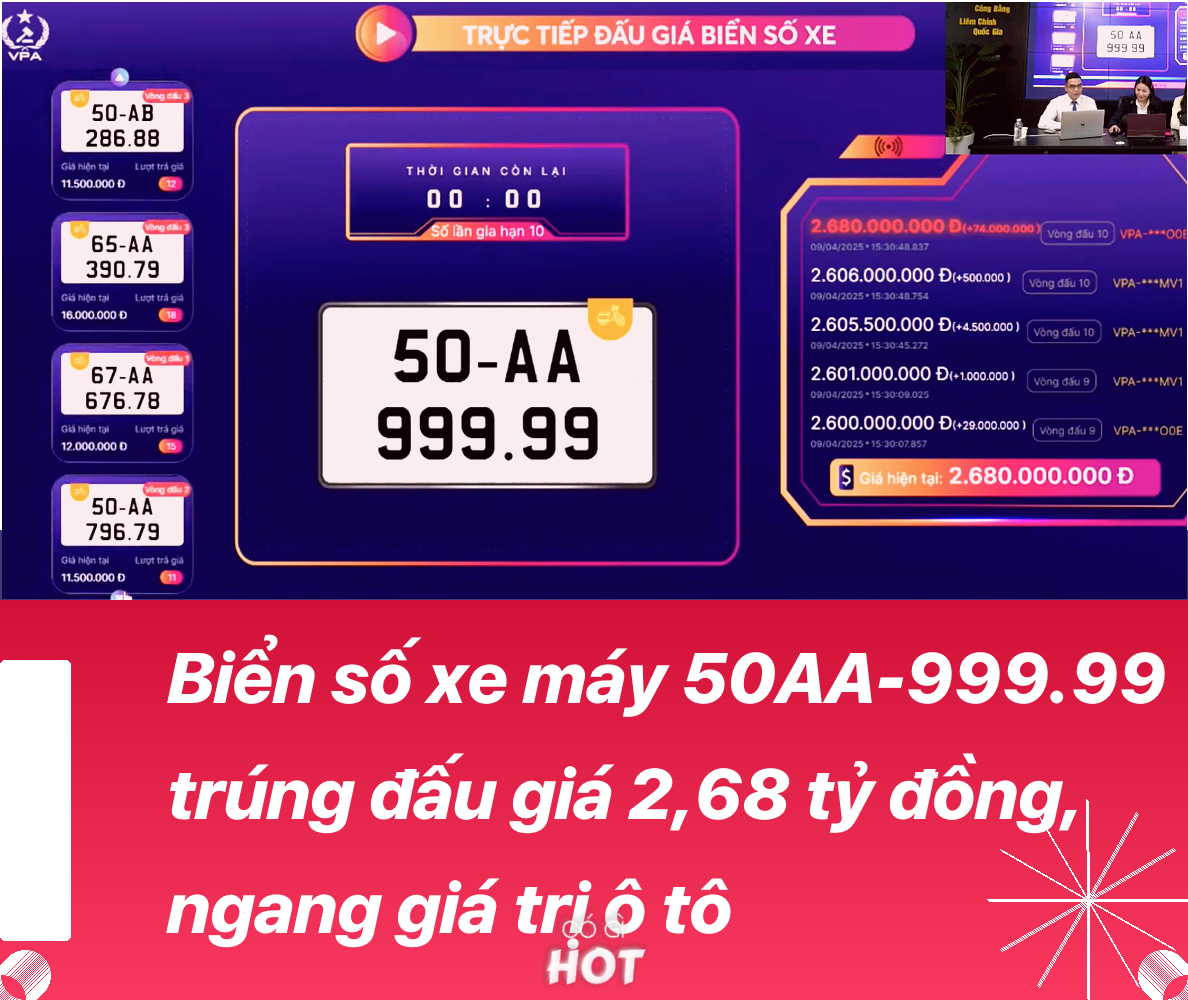 VPA
TRỰC TIẾP ĐẤU GIÁ BIỂN SỐ XE
Công Bằng
Liêm Chính
Quốc Gia
50 AA
999 99
Vòng đấu 3
50-AB
286.88
Giá hiện tại Lượt trả giá
11.500.000 Đ 12
Vòng đấu 3
65-AA
390.79
Giá hiện tại Lượt trả giá
16.000.000 Đ 18
Vòng đấu 1
67-AA
676.78
Giá hiện tại Lượt trả giá
12.000.000 Đ 15
Vòng đấu 2
50-AA
796.79
Giá hiện tại Lượt trả giá
11.500.000 Đ 11
THỜI GIAN CÒN LẠI
00 : 00
Số lần gia hạn 10
50-AA
999.99
2.680.000.000 Đ(+74.000.000 ) Vòng đấu 10 VPA-***O0E
09/04/2025 • 15:30:48.837
2.606.000.000 Đ(+500.000 ) Vòng đấu 10 VPA-***MV1
09/04/2025 • 15:30:48.754
2.605.500.000 Đ(+4.500.000 ) Vòng đấu 10 VPA-***MV1
09/04/2025 • 15:30:45.272
2.601.000.000 Đ(+1.000.000 ) Vòng đấu 9 VPA-***MV1
09/04/2025 • 15:30:09.025
2.600.000.000 Đ(+29.000.000 ) Vòng đấu 9 VPA-***O0E
09/04/2025 • 15:30:07.857
$ Giá hiện tại: 2.680.000.000 Đ
Biển số xe máy 50AA-999.99
trúng đấu giá 2,68 tỷ đồng,
ngang giá trị ô tô
có gì
HOT